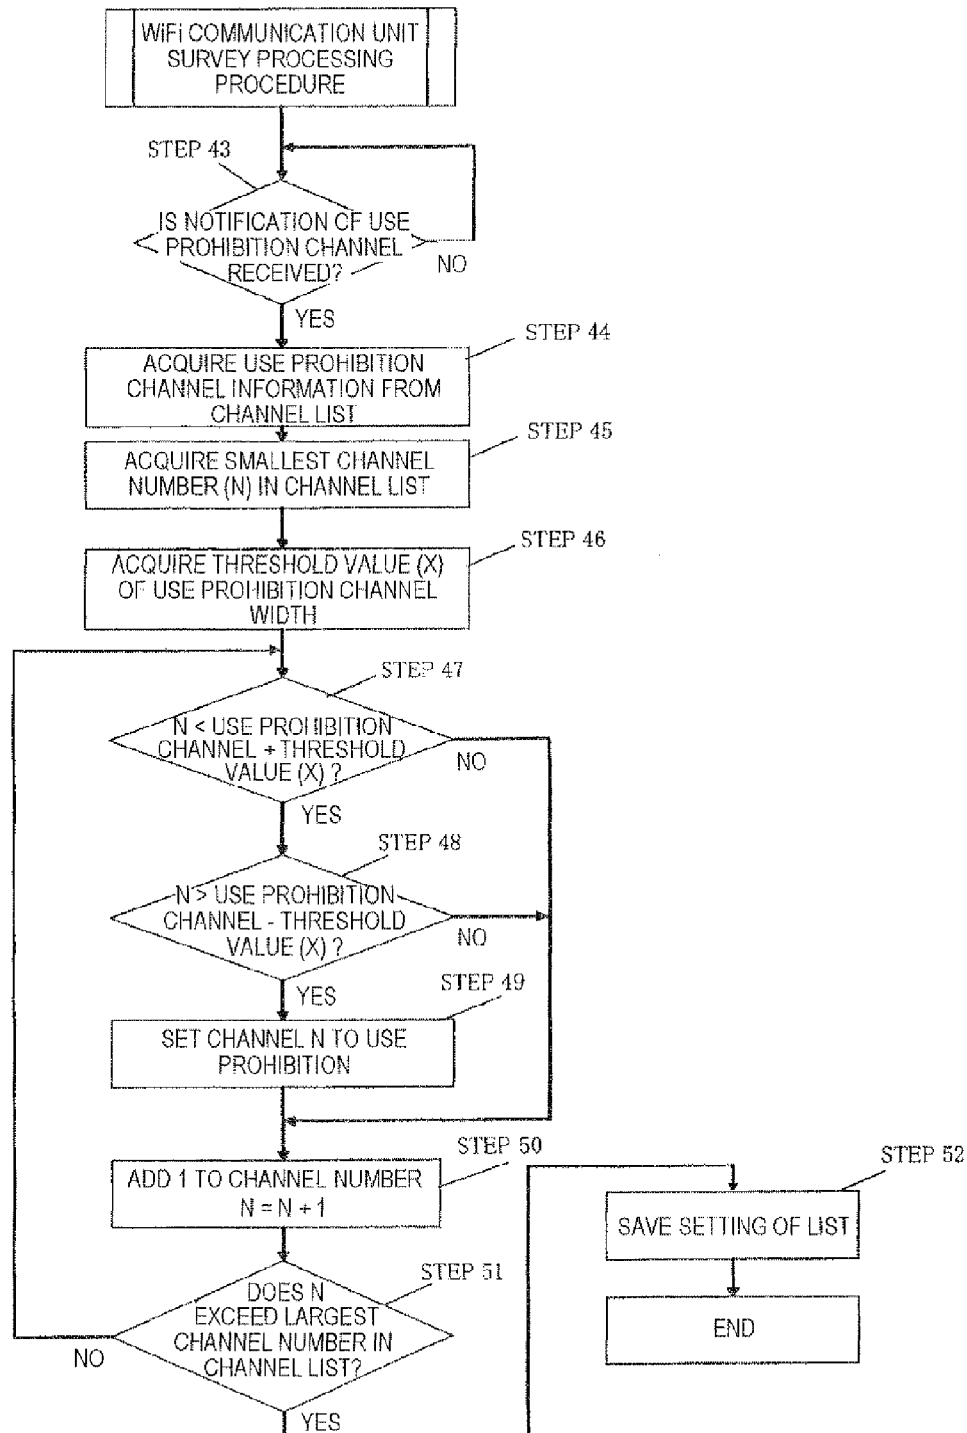 WiFi COMMUNICATION UNIT
SURVEY PROCESSING
PROCEDURE
STEP 43
IS NOTIFICATION OF USE
PROHIBITION CHANNEL
RECEIVED?
NO
YES
STEP 44
ACQUIRE USE PROHIBITION
CHANNEL INFORMATION FROM
CHANNEL LIST
STEP 45
ACQUIRE SMALLEST CHANNEL
NUMBER (N) IN CHANNEL LIST
STEP 46
ACQUIRE THRESHOLD VALUE (X)
OF USE PROHIBITION CHANNEL
WIDTH
STEP 47
N < USE PROHIBITION
CHANNEL + THRESHOLD
VALUE (X) ?
NO
YES
STEP 48
N > USE PROHIBITION
CHANNEL - THRESHOLD
VALUE (X) ?
NO
YES
STEP 49
SET CHANNEL N TO USE
PROHIBITION
STEP 50
ADD 1 TO CHANNEL NUMBER
N = N + 1
STEP 51
DOES N
EXCEED LARGEST
CHANNEL NUMBER IN
CHANNEL LIST?
NO
YES
STEP 52
SAVE SETTING OF LIST
END